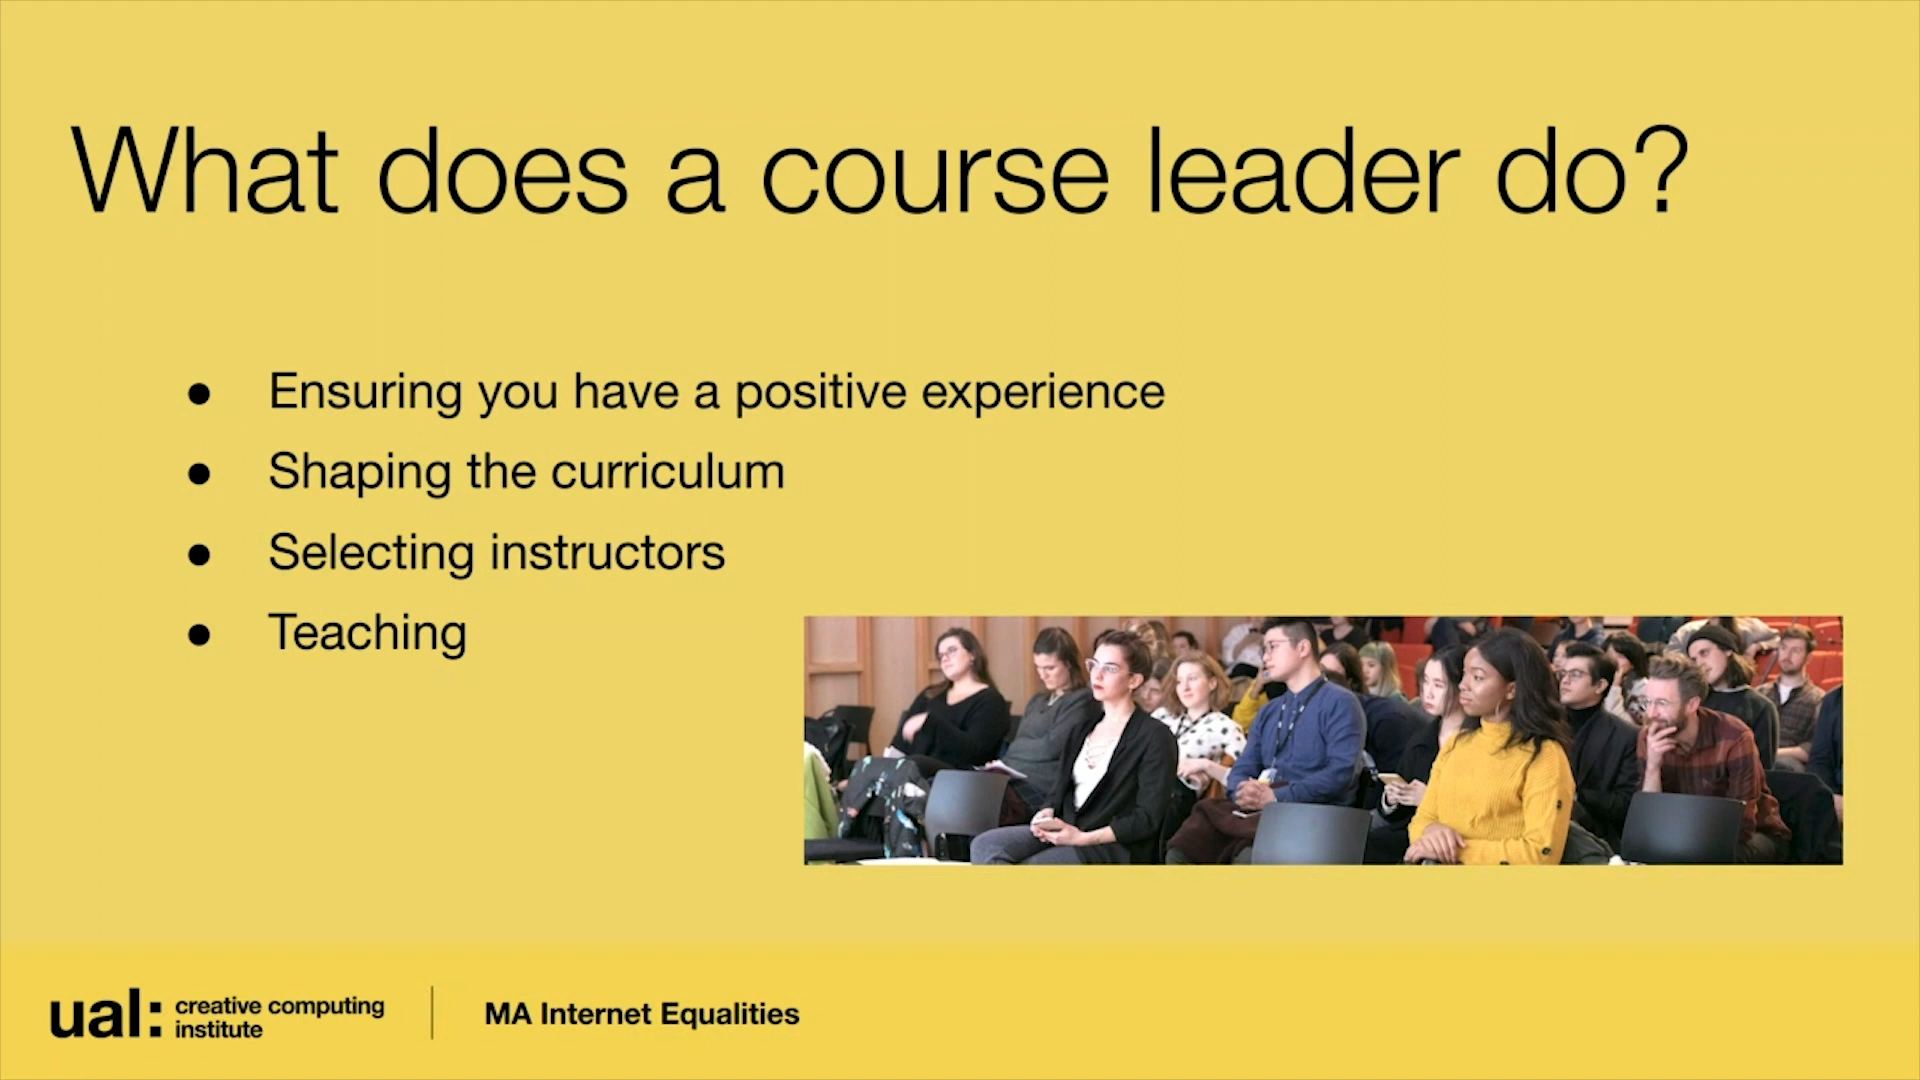 What does a course leader do?
● Ensuring you have a positive experience
● Shaping the curriculum
● Selecting instructors
● Teaching
ual: creative computing
institute
MA Internet Equalities